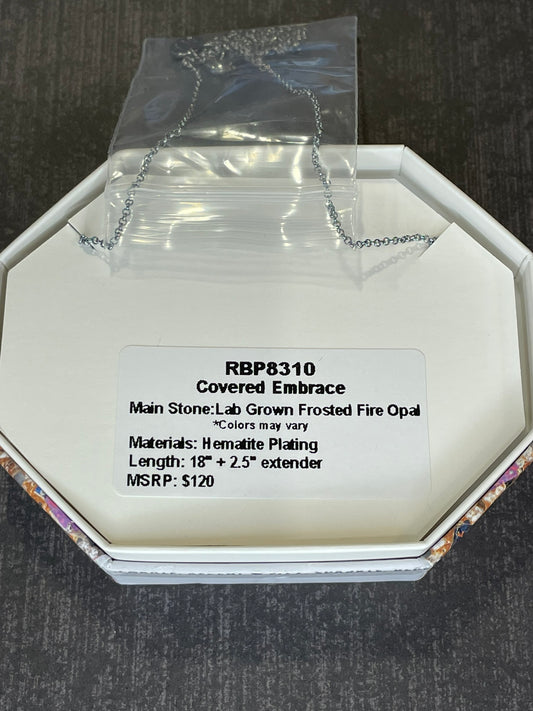 RBP8310
Covered Embrace
Main Stone:Lab Grown Frosted Fire Opal
*Colors may vary
Materials: Hematite Plating
Length: 18" + 2.5" extender
MSRP: $120